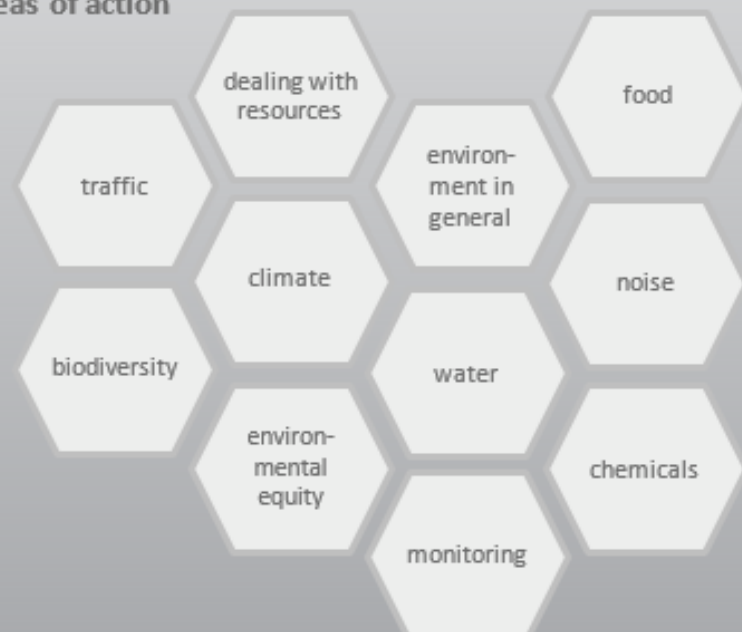 of action
dealing with
resources
food
traffic
environ-
ment in
general
climate
noise
biodiversity
water
environ-
mental
equity
chemicals
monitoring